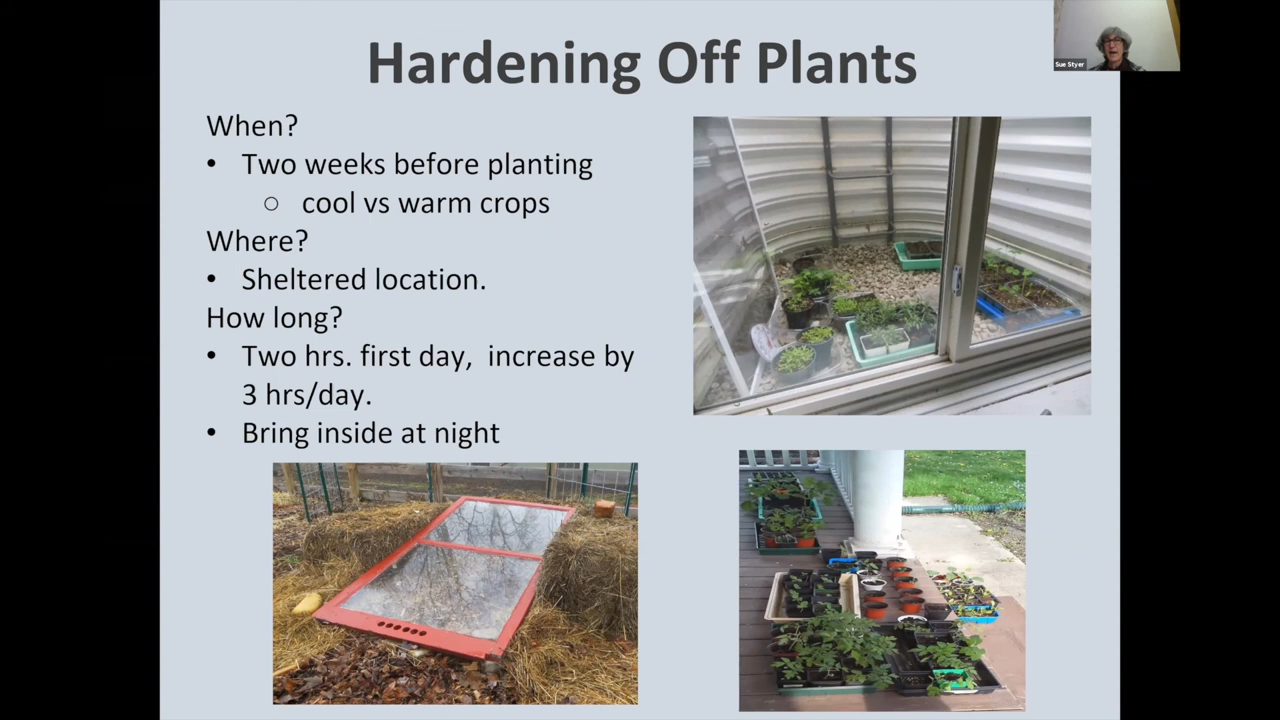 Hardening Off Plants
Sue Styer
When?
• Two weeks before planting
○ cool vs warm crops
Where?
• Sheltered location.
How long?
• Two hrs. first day, increase by
3 hrs/day.
• Bring inside at night